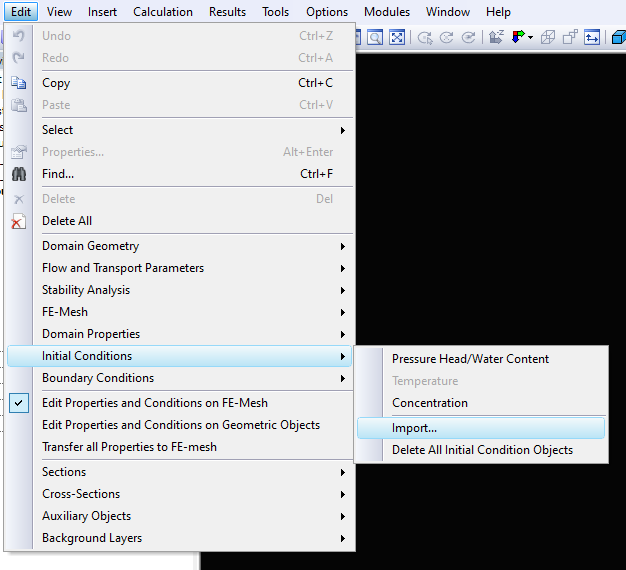 Edit View Insert Calculation Results Tools Options Modules Window Help
Undo Ctrl+Z
Redo Ctrl+A
Copy Ctrl+C
Paste Ctrl+V
Select
Properties... Alt+Enter
Find... Ctrl+F
Delete Del
Delete All
Domain Geometry
Flow and Transport Parameters
Stability Analysis
FE-Mesh
Domain Properties
Initial Conditions
Boundary Conditions
Edit Properties and Conditions on FE-Mesh
Edit Properties and Conditions on Geometric Objects
Transfer all Properties to FE-mesh
Sections
Cross-Sections
Auxiliary Objects
Background Layers
Pressure Head/Water Content
Temperature
Concentration
Import...
Delete All Initial Condition Objects